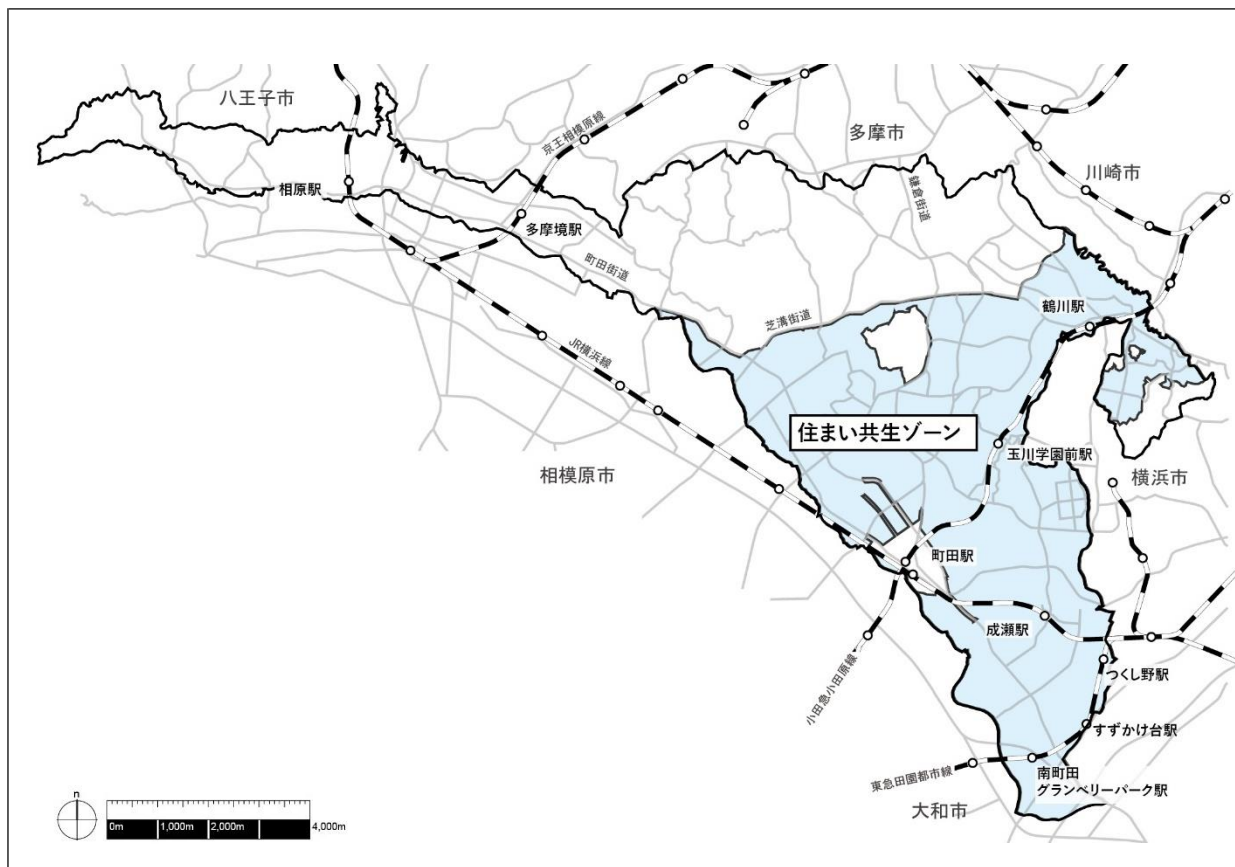 八王子市
京王相模原線
多摩市
川崎市
鎌倉街道
相原駅
多摩境駅
町田街道
鶴川駅
芝溝街道
JR横浜線
住まい共生ゾーン
玉川学園前駅
相模原市
横浜市
町田駅
成瀬駅
小田急小田原線
つくし野駅
すずかけ台駅
東急田園都市線
南町田
グランベリーパーク駅
大和市
n
0m 1,000m 2,000m 4,000m